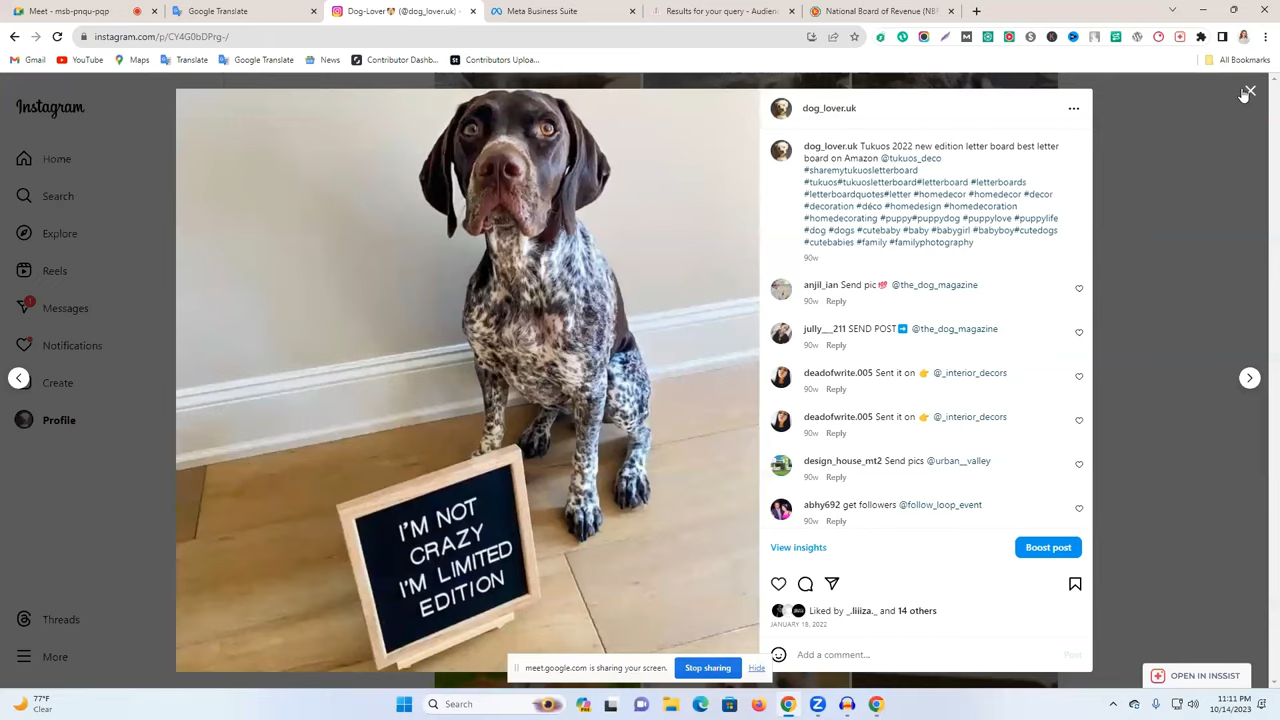 Meet - msb-bnqy-mrs
Google Translate
Dog-Lover🐶 (@dog_lover.uk)
Meta Business Suite
Results for your query - Audien
National Board of Revenue (NBR
instagram.com/p/CY4G0bDPrg-/
Gmail
YouTube
Maps
Translate
Google Translate
News
Contributor Dashb...
Contributors Uploa...
All Bookmarks
Instagram
Home
Search
Explore
Reels
1
Messages
Notifications
Create
Profile
Threads
More
I'M NOT
CRAZY
I'M LIMITED
EDITION
dog_lover.uk
dog_lover.uk Tukuos 2022 new edition letter board best letter
board on Amazon @tukuos_deco
#sharemytukuosletterboard
#tukuos#tukuosletterboard#letterboard #letterboards
#letterboardquotes#letter #homedecor #homedecor #decor
#decoration #déco #homedesign #homedecoration
#homedecorating #puppy#puppydog #puppylove #puppylife
#dog #dogs #cutebaby #baby #babygirl #babyboy#cutedogs
#cutebabies #family #familyphotography
90w
anjil_ian Send pic💯 @the_dog_magazine
90w Reply
jully___211 SEND POST➡️ @the_dog_magazine
90w Reply
deadofwrite.005 Sent it on 👉 @_interior_decors
90w Reply
deadofwrite.005 Sent it on 👉 @_interior_decors
90w Reply
design_house_mt2 Send pics @urban__valley
90w Reply
abhy692 get followers @follow_loop_event
90w Reply
View insights
Boost post
Liked by _.liiiza._ and 14 others
JANUARY 18, 2022
Add a comment...
Post
meet.google.com is sharing your screen.
Stop sharing
Hide
OPEN IN INSSIST
77°F
Clear
Search
11:11 PM
10/14/2023